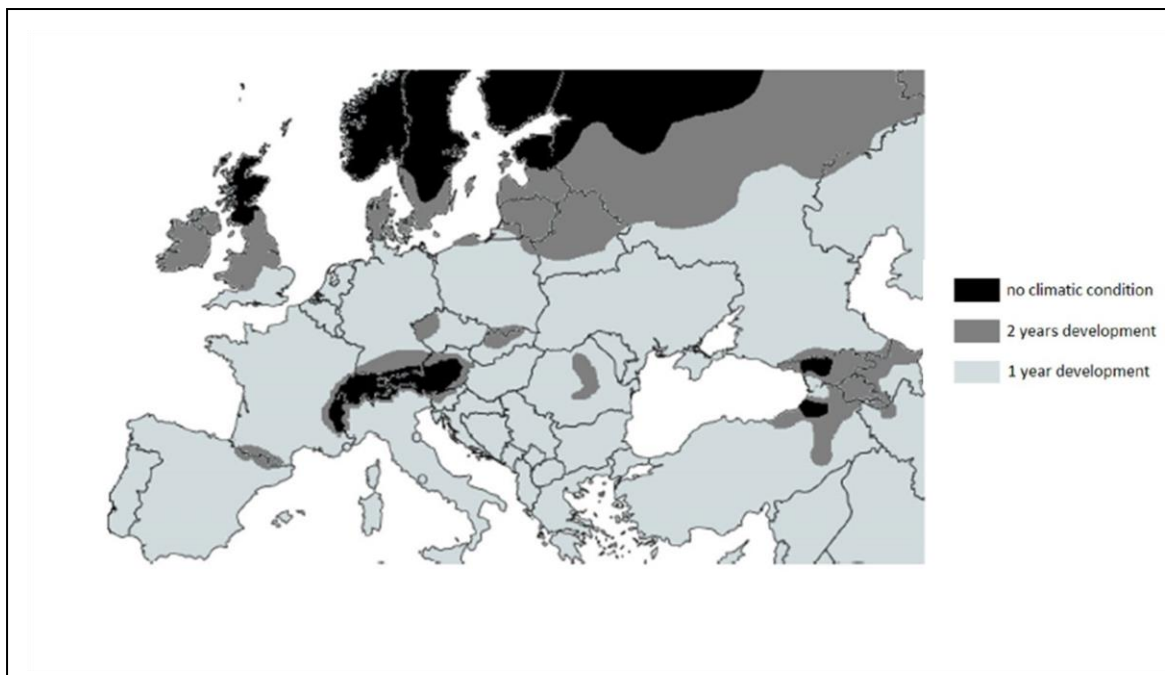 no climatic condition
2 years development
1 year development